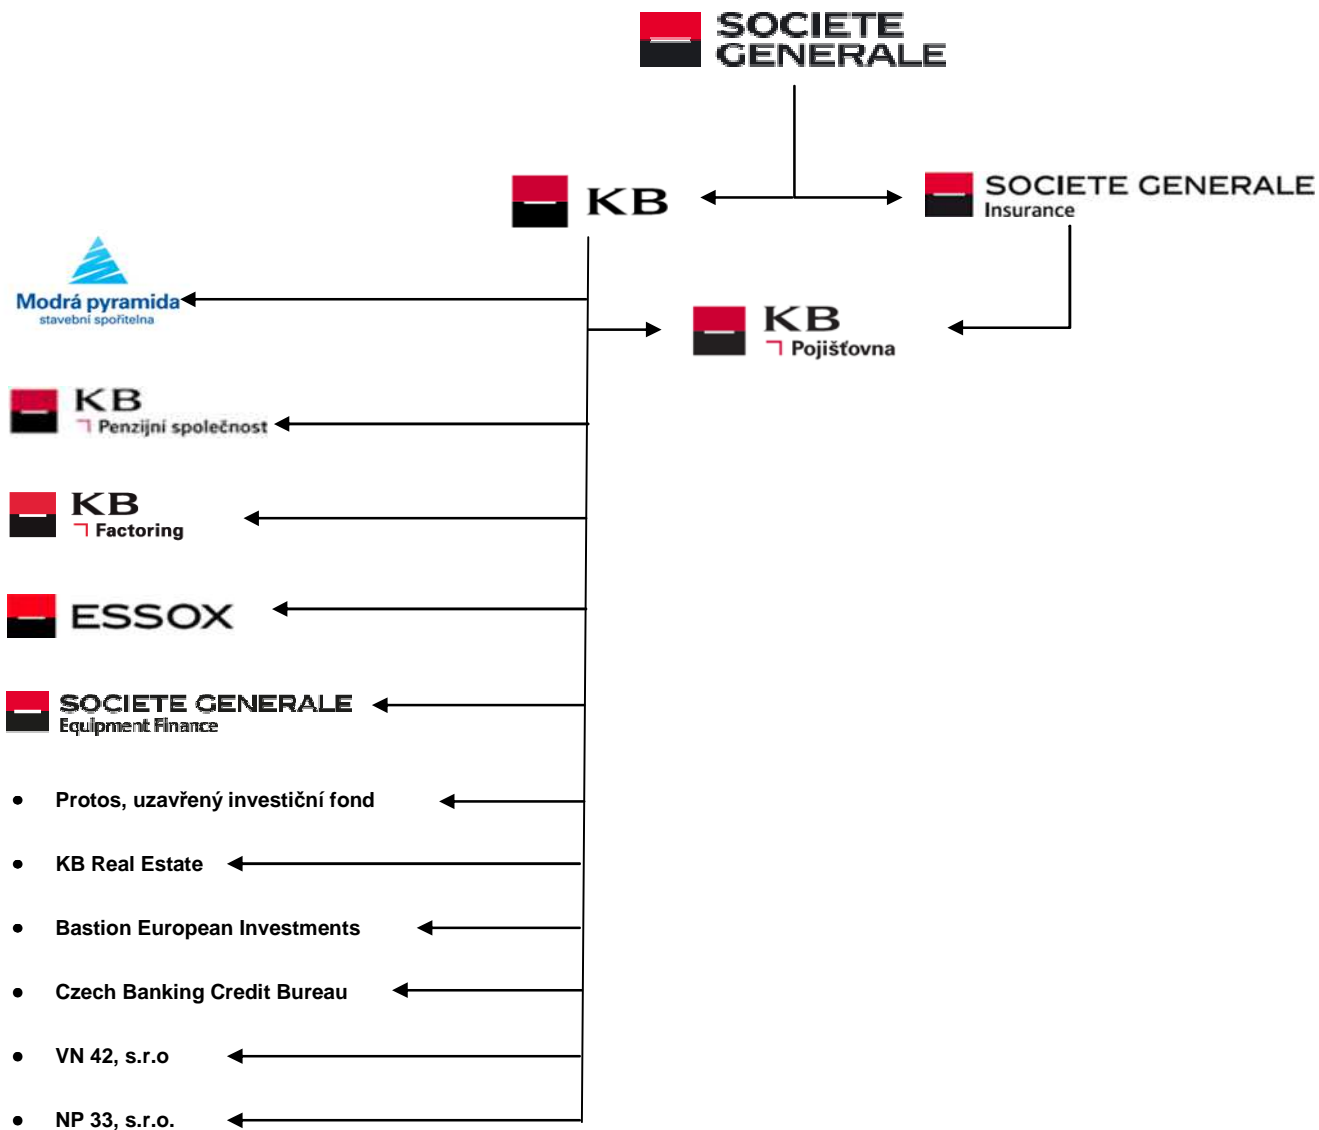 SOCIETE
GENERALE
KB
SOCIETE GENERALE
Insurance
Modrá pyramida
stavební spořitelna
KB
Pojišťovna
KB
Penzijní společnost
KB
Factoring
ESSOX
SOCIETE GENERALE
Equipment Finance
• Protos, uzavřený investiční fond
• KB Real Estate
• Bastion European Investments
• Czech Banking Credit Bureau
• VN 42, s.r.o
• NP 33, s.r.o.